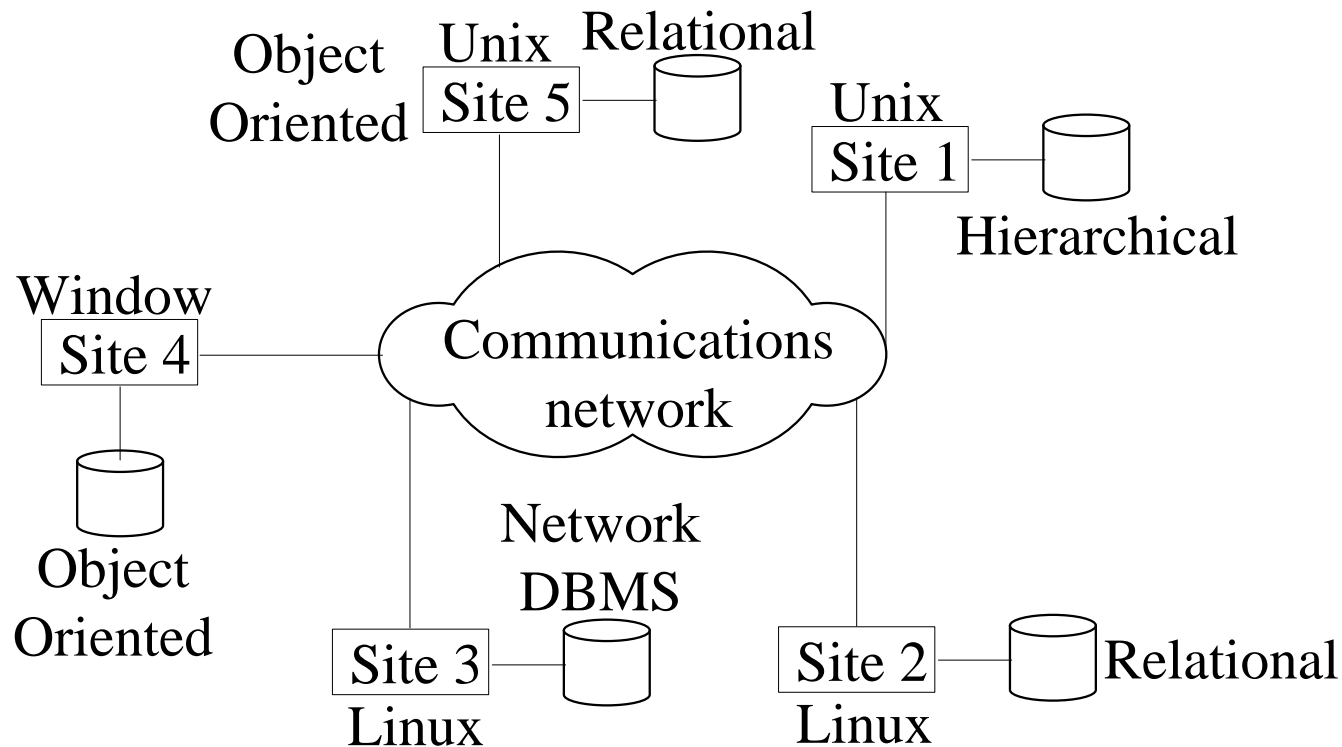 Object
Oriented
Unix
Site 5
Relational
Unix
Site 1
Hierarchical
Window
Site 4
Object
Oriented
Communications
network
Network
DBMS
Site 3
Linux
Site 2
Linux
Relational